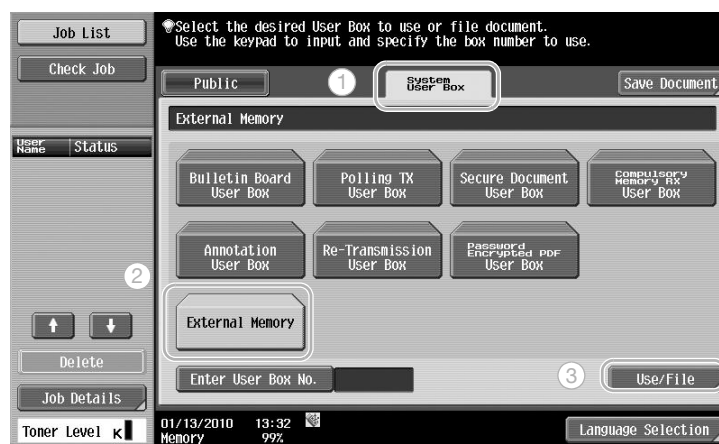 Job List
Check Job
User Name
Status
2
Delete
Job Details
Toner Level K
Select the desired User Box to use or file document.
Use the keypad to input and specify the box number to use.
Public
1
System
User Box
Save Document
External Memory
Bulletin Board
User Box
Polling TX
User Box
Secure Document
User Box
Compulsory
Memory RX
User Box
Annotation
User Box
Re-Transmission
User Box
Password
Encrypted PDF
User Box
External Memory
Enter User Box No.
3
Use/File
01/13/2010 13:32
Memory 99%
Language Selection